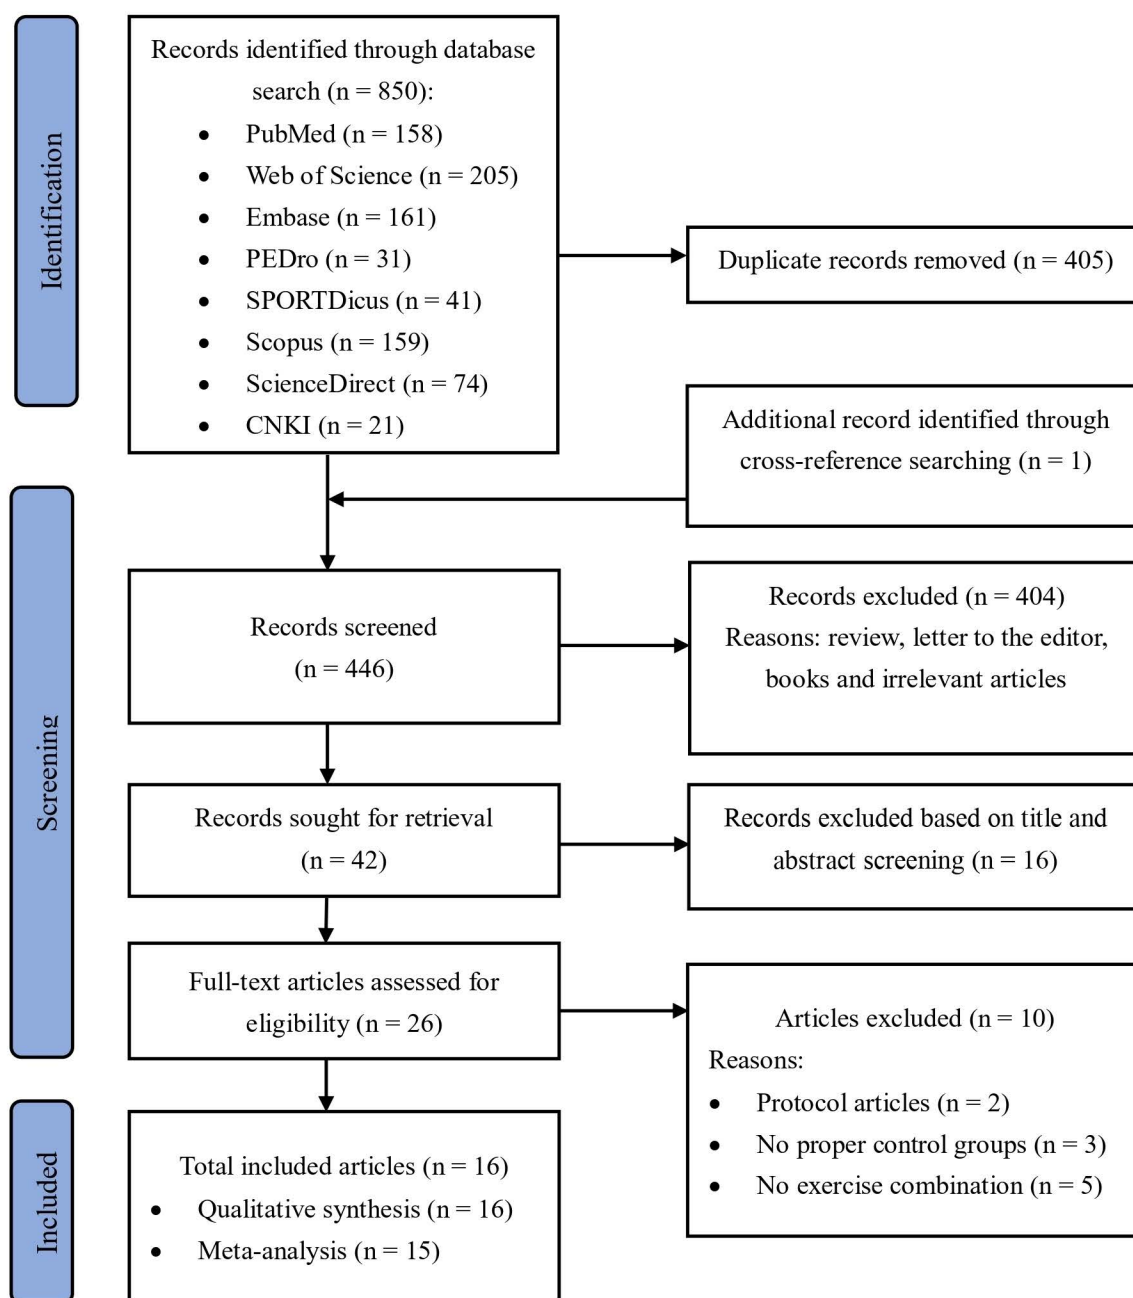 Identification
Records identified through database
search (n = 850):
• PubMed (n = 158)
• Web of Science (n = 205)
• Embase (n = 161)
• PEDro (n = 31)
• SPORTDicus (n = 41)
• Scopus (n = 159)
• ScienceDirect (n = 74)
• CNKI (n = 21)
Duplicate records removed (n = 405)
Additional record identified through
cross-reference searching (n = 1)
Screening
Records screened
(n = 446)
Records excluded (n = 404)
Reasons: review, letter to the editor,
books and irrelevant articles
Records sought for retrieval
(n = 42)
Records excluded based on title and
abstract screening (n = 16)
Full-text articles assessed for
eligibility (n = 26)
Articles excluded (n = 10)
Reasons:
• Protocol articles (n = 2)
• No proper control groups (n = 3)
• No exercise combination (n = 5)
Included
Total included articles (n = 16)
• Qualitative synthesis (n = 16)
• Meta-analysis (n = 15)